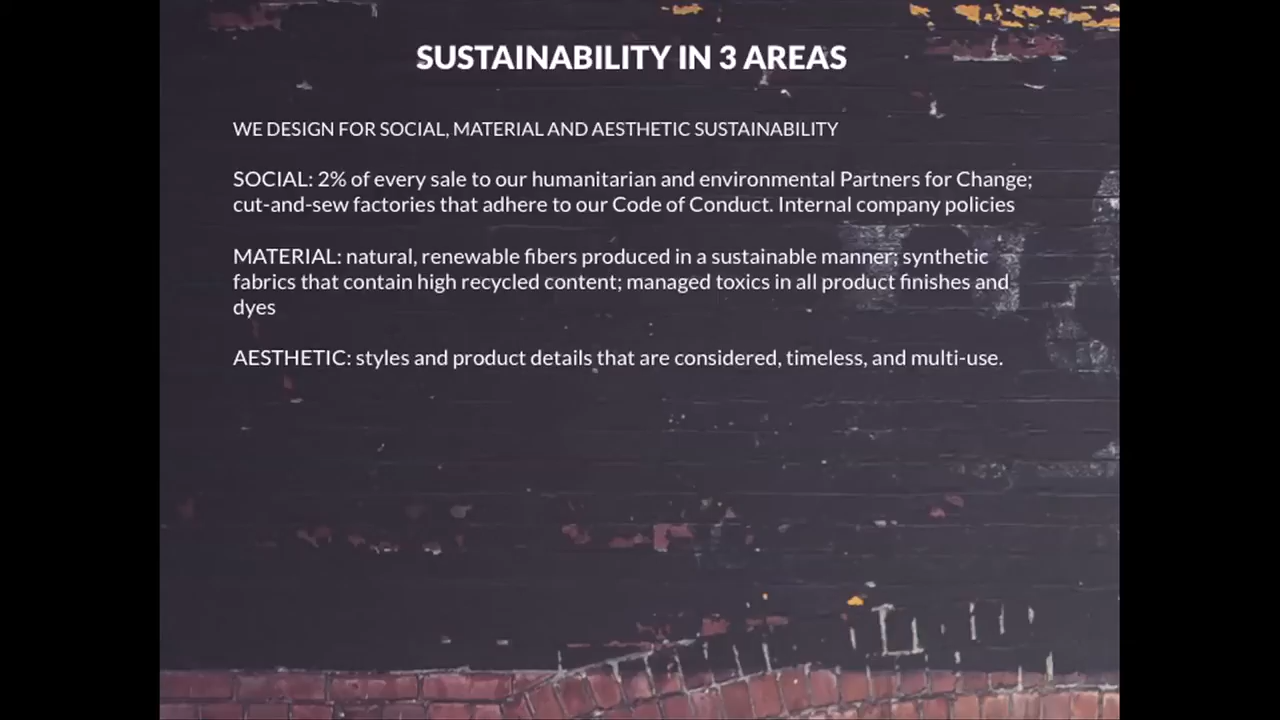 SUSTAINABILITY IN 3 AREAS
WE DESIGN FOR SOCIAL, MATERIAL AND AESTHETIC SUSTAINABILITY
SOCIAL: 2% of every sale to our humanitarian and environmental Partners for Change;
cut-and-sew factories that adhere to our Code of Conduct. Internal company policies
MATERIAL: natural, renewable fibers produced in a sustainable manner; synthetic
fabrics that contain high recycled content; managed toxics in all product finishes and
dyes
AESTHETIC: styles and product details that are considered, timeless, and multi-use.